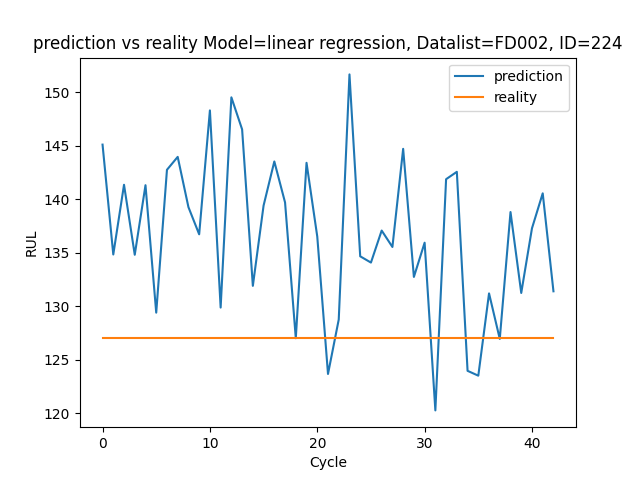 prediction vs reality Model=linear regression, Datalist=FD002, ID=224
prediction
reality
150
145
140
135
130
125
120
RUL
0 10 20 30 40
Cycle